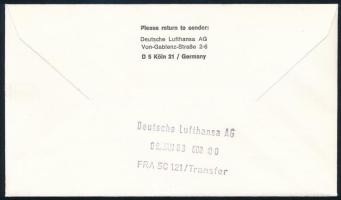 Please return to sender:
Deutsche Lufthansa AG
Von-Gablenz-Straße 2-6
D 5 Köln 21 / Germany
Deutsche Lufthansa AG
FRA SC 121/Transfer